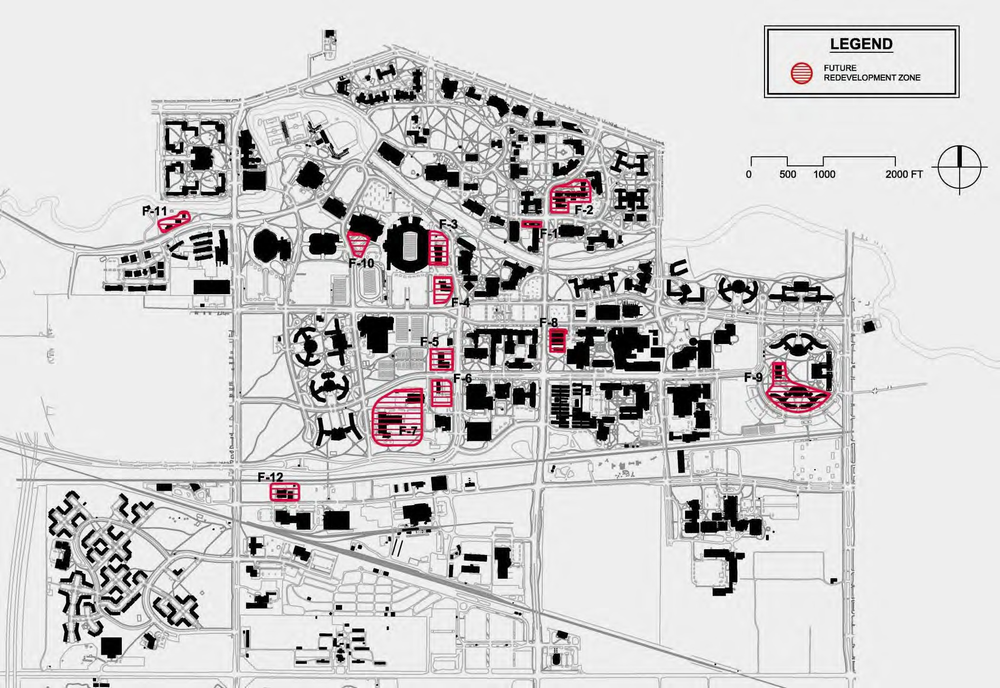 LEGEND
FUTURE
REDEVELOPMENT ZONE
0 500 1000 2000 FT
F-11
F-2
F-3
F-1
F-10
F-4
F-8
F-5
F-6
F-9
F-7
F-12